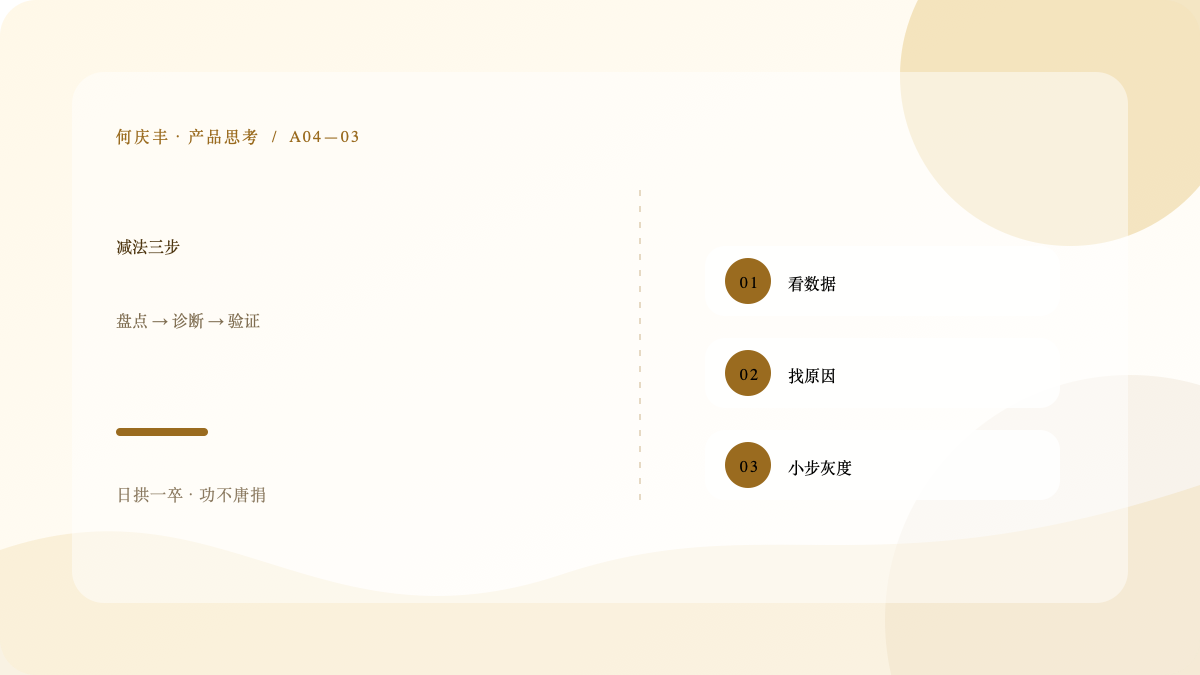 何庆丰 · 产品思考 / A04—03
减法三步
盘点 → 诊断 → 验证
日拱一卒 · 功不唐捐
01 看数据
02 找原因
03 小步灰度